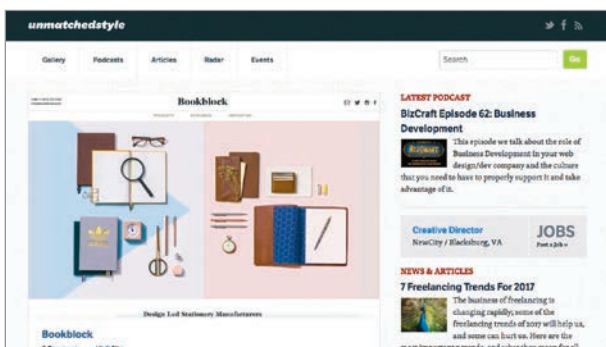 unmatchedstyle
Gallery Podcasts Articles Radar Events
Search
Go
Bookblock
Design Led Stationery Manufacturers
Bookblock
LATEST PODCAST
BizCraft Episode 62: Business
Development
This episode we talk about the role of
Business Development in your web
design/dev company and the culture
that you need to have to properly support it and take
advantage of it.
Creative Director
NewCity / Blacksburg, VA
JOBS
Post a Job »
NEWS & ARTICLES
7 Freelancing Trends For 2017
The business of freelancing is
changing rapidly; some of the
freelancing trends of 2017 will help us,
and some can hurt us. Here are the